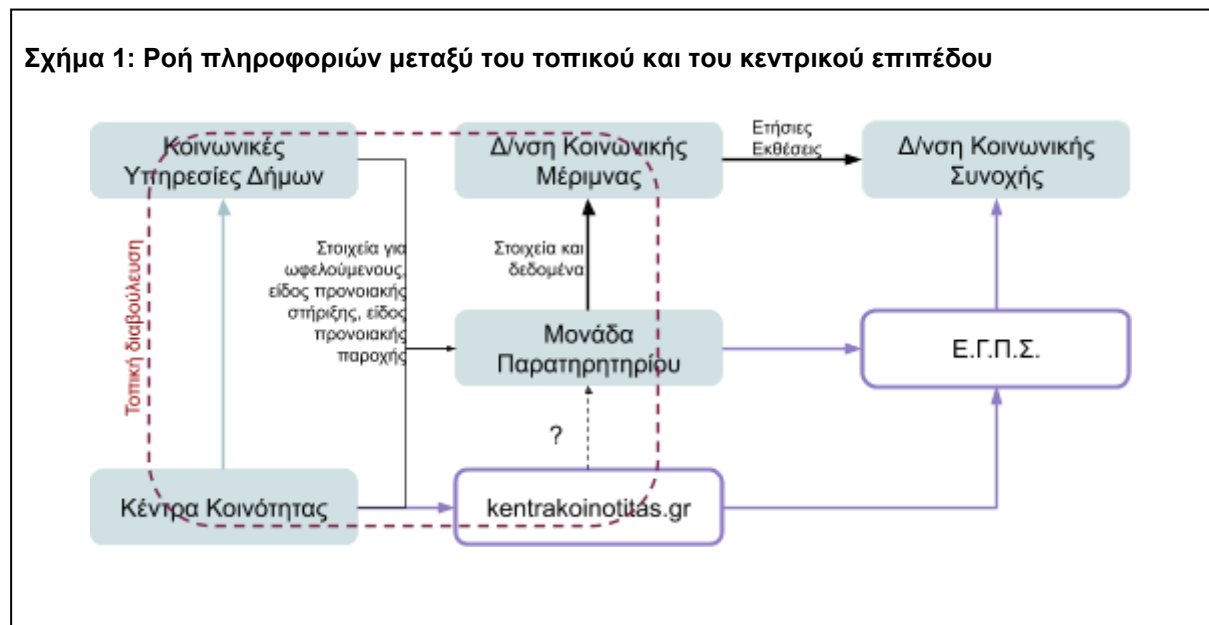 Σχήμα 1: Ροή πληροφοριών μεταξύ του τοπικού και του κεντρικού επιπέδου
Κοινωνικές
Υπηρεσίες Δήμων
Δ/νση Κοινωνικής
Μέριμνας
Ετήσιες
Εκθέσεις
Δ/νση Κοινωνικής
Συνοχής
Τοπική διαβούλευση
Στοιχεία για
ωφελούμενους,
είδος προνοιακής
στήριξης, είδος
προνοιακής
παροχής
Στοιχεία και
δεδομένα
Μονάδα
Παρατηρητηρίου
Ε.Γ.Π.Σ.
?
Κέντρα Κοινότητας
kentrakoinotitas.gr